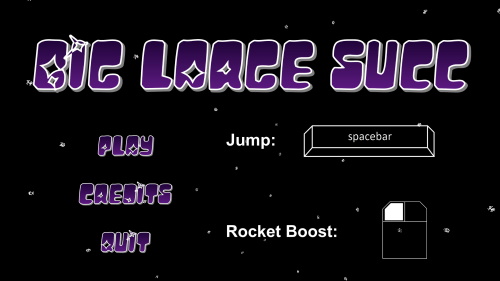 BIG LARGE SUCC
PLAY
Jump:
spacebar
CREDITS
Rocket Boost:
QUIT